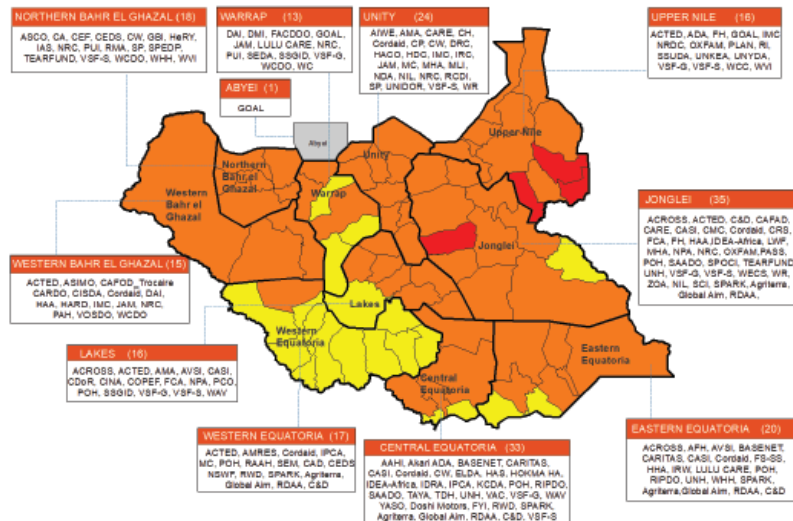 NORTHERN BAHR EL GHAZAL (18)
ASCO, CA, CEF, CEDS, CW, GBI, HeRY,
IAS, NRC, PUI, RMA, SP, SPEDP,
TEARFUND, VSF-S, WCDO, WHH, WVI
WARRAP (13)
DAI, DMI, FACDDO, GOAL,
JAM, LULU CARE, NRC,
PUI, SEDA, SSGID, VSF-G,
WCDO, WC
UNITY (24)
AIWE, AMA, CARE, CH,
Cordaid, CP, CW, DRC,
HACO, HDC, IMC, IRC,
JAM, MC, MHA, MLI,
NDA, NIL, NRC, RCDI,
SP, UNIDOR, VSF-S, WR
UPPER NILE (16)
ACTED, ADA, FH, GOAL, IMC
NRDC, OXFAM, PLAN, RI,
SSUDA, UNKEA, UNYDA,
VSF-G, VSF-S, WCC, WVI
ABYEI (1)
GOAL
Abyei
Upper Nile
Unity
Northern
Bahr el
Ghazal
Warrap
Western
Bahr el
Ghazal
Jonglei
JONGLEI (35)
ACROSS, ACTED, C&D, CAFAD,
CARE, CASI, CMC, Cordaid, CRS,
FCA, FH, HAA,IDEA-Africa, LWF,
MHA, NPA, NRC, OXFAM,PASS,
POH, SAADO, SPOCI, TEARFUND
UNH, VSF-G, VSF-S, WECS, WR,
ZOA, NIL, SCI, SPARK, Agriterra,
Global Aim, RDAA,
WESTERN BAHR EL GHAZAL (15)
ACTED, ASIMO, CAFOD_Trocaire
CARDO, CISDA, Cordaid, DAI,
HAA, HARD, IMC, JAM, NRC,
PAH, VOSDO, WCDO
Lakes
Western
Equatoria
Eastern
Equatoria
Central
Equatoria
LAKES (16)
ACROSS, ACTED, AMA, AVSI, CASI,
CDoR, CINA, COPEF, FCA, NPA, PCO,
POH, SSGID, VSF-G, VSF-S, WAV
WESTERN EQUATORIA (17)
ACTED, AMRES, Cordaid, IPCA,
MC, POH, RAAH, SEM, CAD, CEDS
NSWF, RWD, SPARK, Agriterra,
Global Aim, RDAA, C&D
CENTRAL EQUATORIA (33)
AAHI, Akari ADA, BASENET, CARITAS,
CASI, Cordaid, CW, ELDA, HAS, HOKMA HA,
IDEA-Africa, IDRA, IPCA, KCDA, POH, RIPDO,
SAADO, TAYA, TDH, UNH, VAC, VSF-G, WAV
YASO, Doshi Motors, FYI, RWD, SPARK,
Agriterra, Global Aim, RDAA, C&D, VSF-S
EASTERN EQUATORIA (20)
ACROSS, AFH, AVSI, BASENET,
CARITAS, CASI, Cordaid, FS-SS,
HHA, IRW, LULU CARE, POH,
RIPDO, UNH, WHH, SPARK,
Agriterra,Global Aim, RDAA, C&D